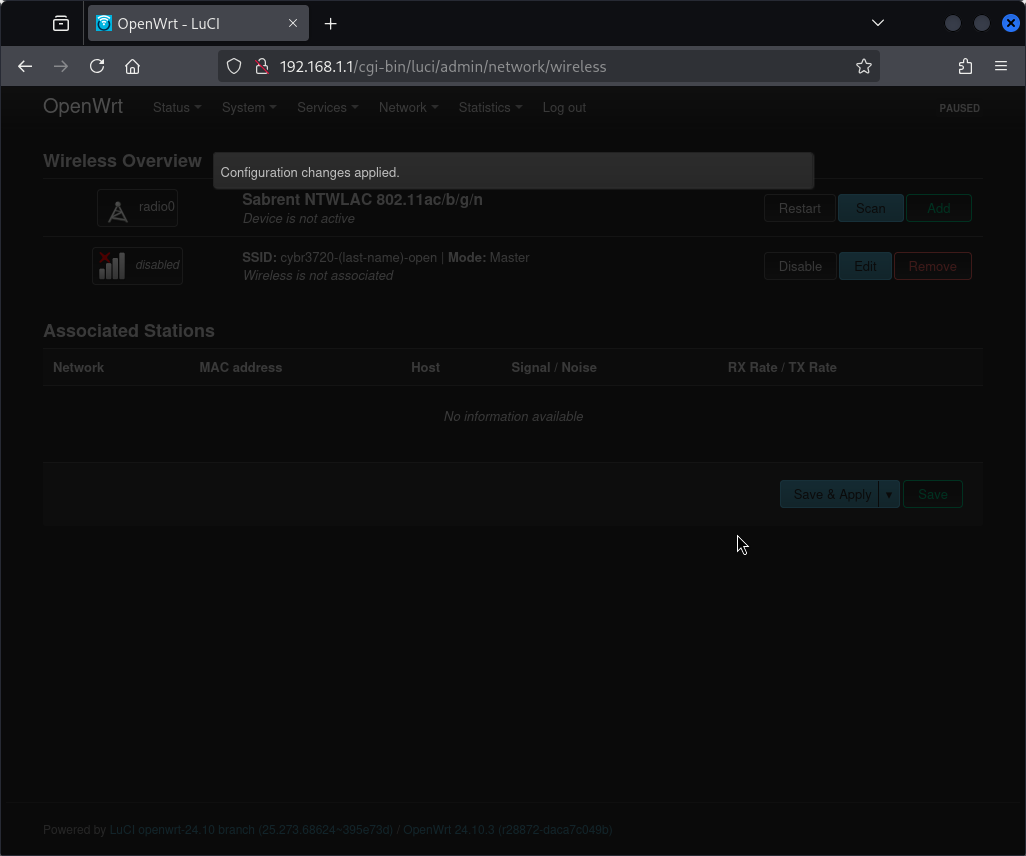 OpenWrt - LuCI
192.168.1.1/cgi-bin/luci/admin/network/wireless
OpenWrt Status System Services Network Statistics Log out PAUSED
Wireless Overview
Configuration changes applied.
radio0
Sabrent NTWLAC 802.11ac/b/g/n
Device is not active
Restart Scan Add
disabled
SSID: cybr3720-(last-name)-open | Mode: Master
Wireless is not associated
Disable Edit Remove
Associated Stations
Network MAC address Host Signal / Noise RX Rate / TX Rate
No information available
Save & Apply ▾ Save
Powered by LuCI openwrt-24.10 branch (25.273.68624~395e73d) / OpenWrt 24.10.3 (r28872-daca7c049b)